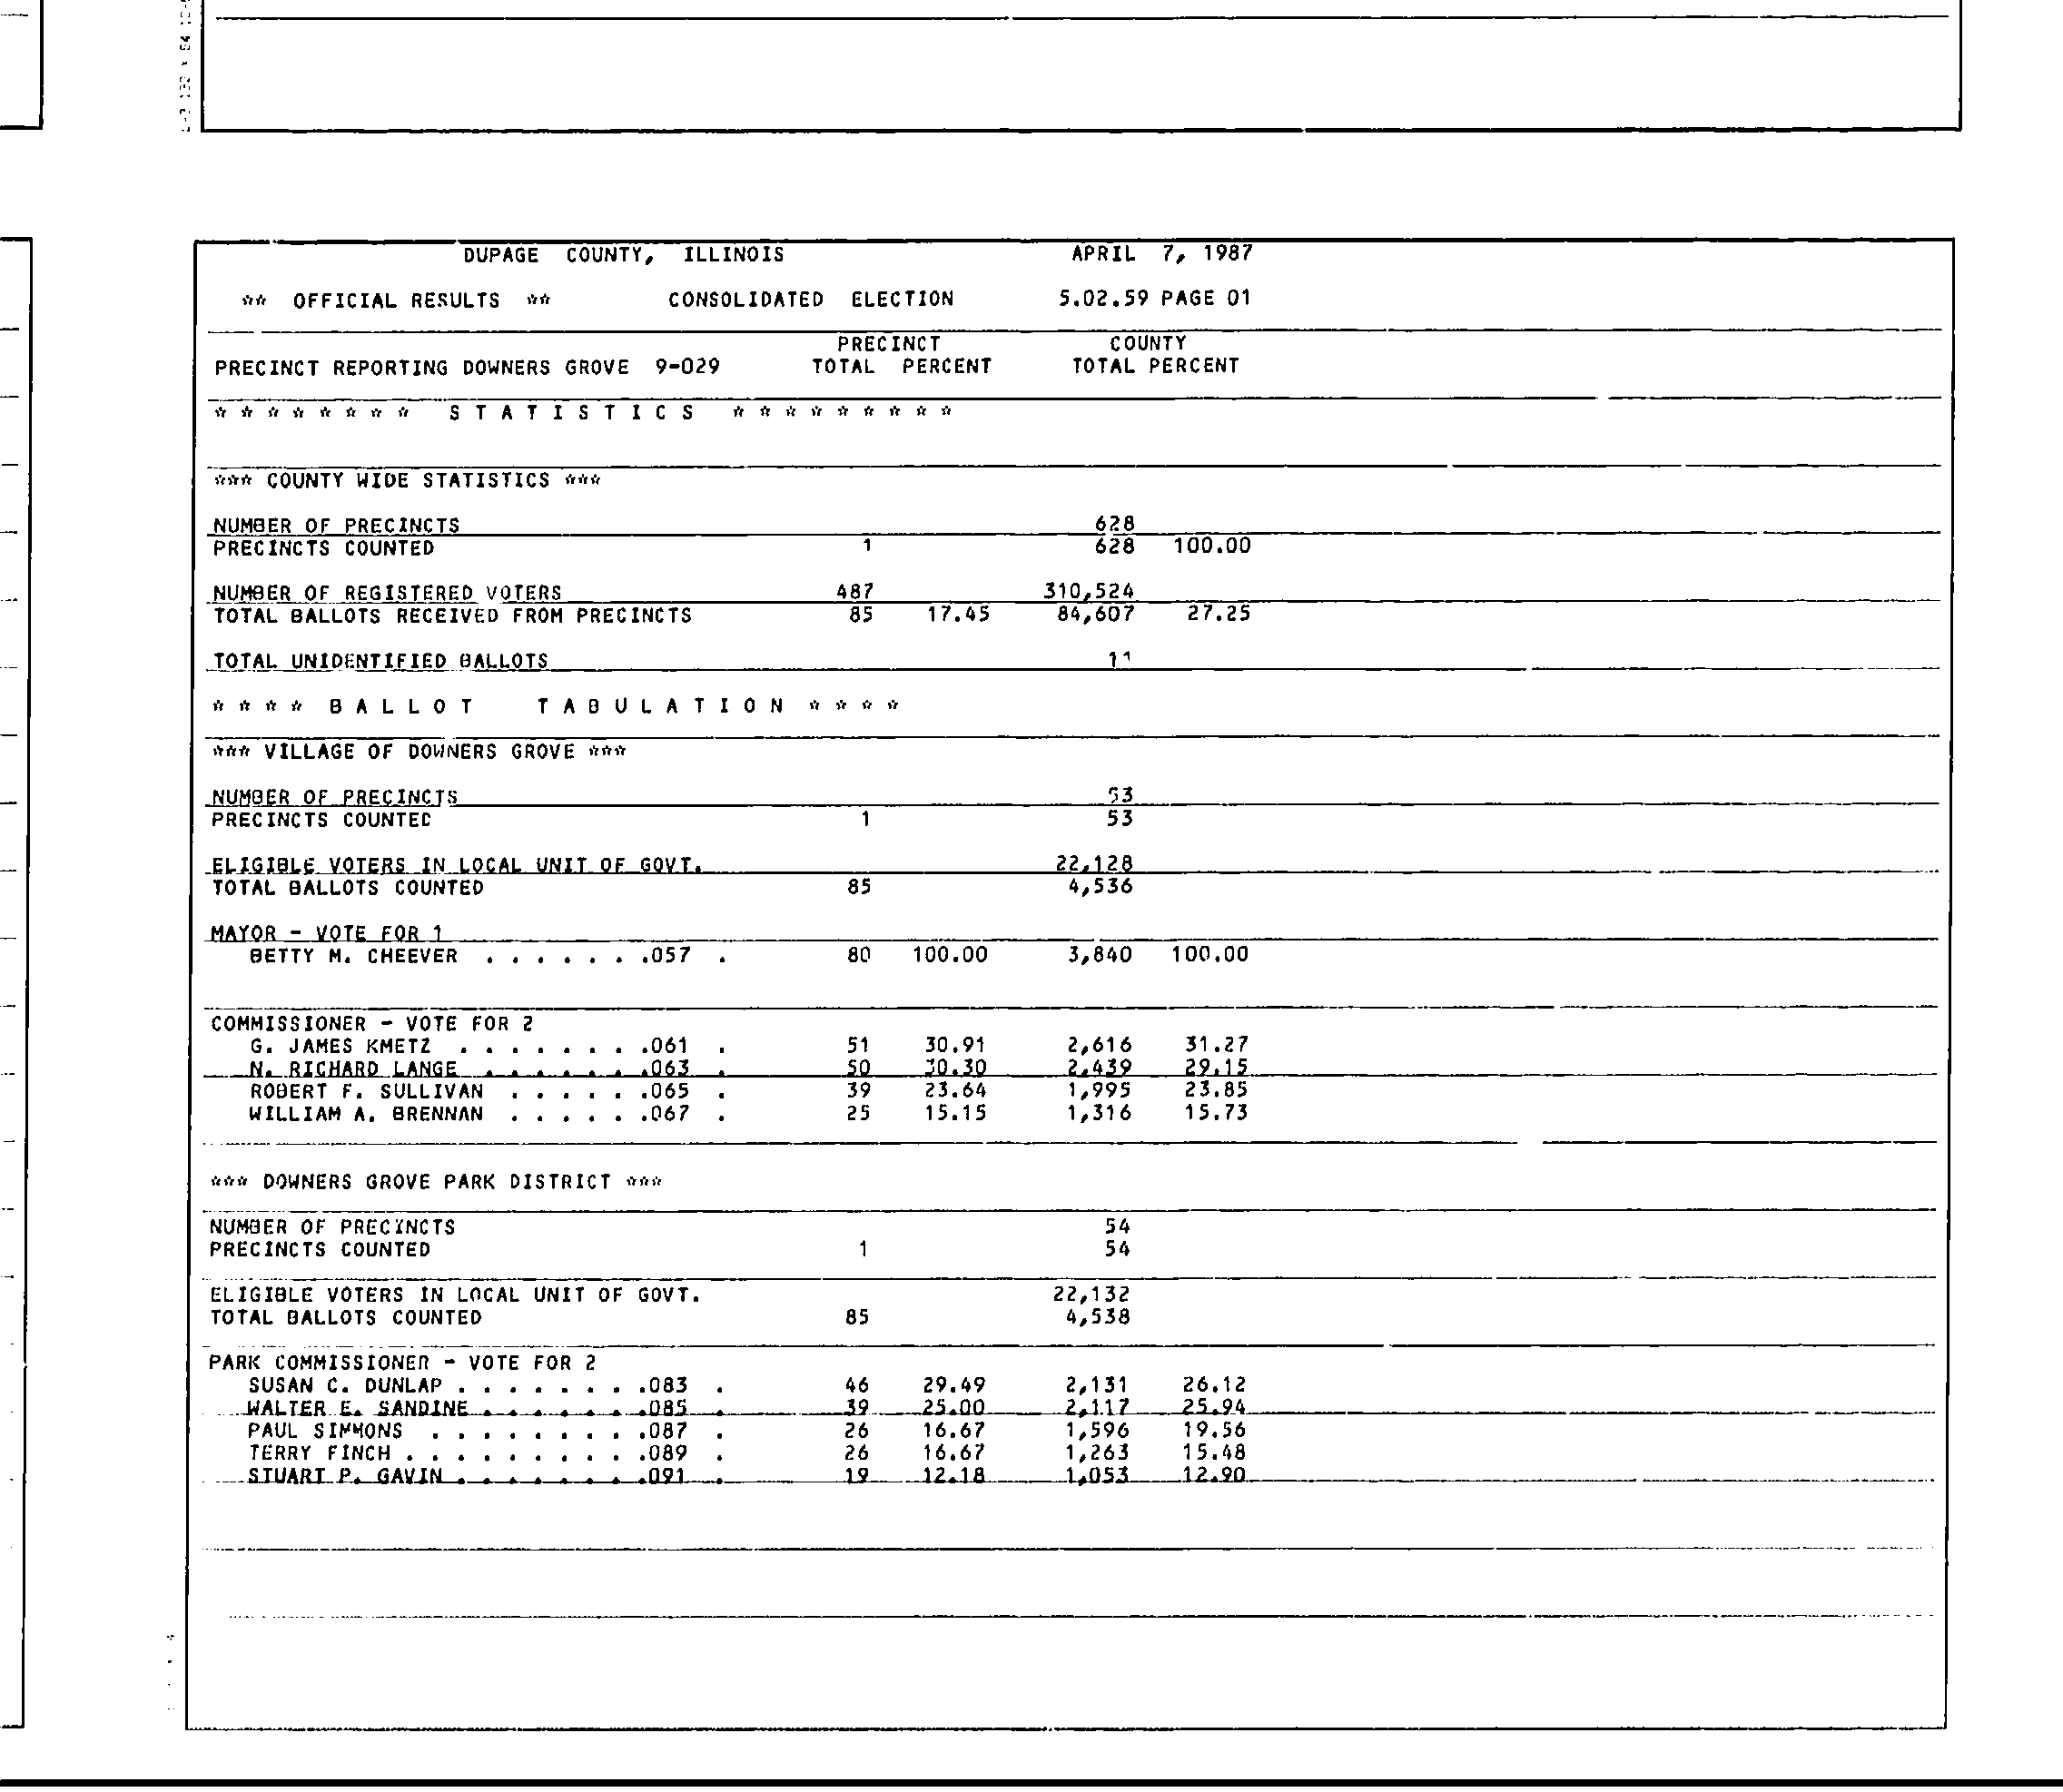 DUPAGE COUNTY, ILLINOIS APRIL 7, 1987
** OFFICIAL RESULTS ** CONSOLIDATED ELECTION 5.02.59 PAGE 01
PRECINCT COUNTY
PRECINCT REPORTING DOWNERS GROVE 9-029 TOTAL PERCENT TOTAL PERCENT
* * * * * * * * S T A T I S T I C S * * * * * * * * *
*** COUNTY WIDE STATISTICS ***
NUMBER OF PRECINCTS 628
PRECINCTS COUNTED 1 628 100.00
NUMBER OF REGISTERED VOTERS 487 310,524
TOTAL BALLOTS RECEIVED FROM PRECINCTS 85 17.45 84,607 27.25
TOTAL UNIDENTIFIED BALLOTS 11
* * * * B A L L O T T A B U L A T I O N * * * *
*** VILLAGE OF DOWNERS GROVE ***
NUMBER OF PRECINCTS 53
PRECINCTS COUNTED 1 53
ELIGIBLE VOTERS IN LOCAL UNIT OF GOVT. 22,128
TOTAL BALLOTS COUNTED 85 4,536
MAYOR - VOTE FOR 1
BETTY M. CHEEVER . . . . . . .057 . 80 100.00 3,840 100.00
COMMISSIONER - VOTE FOR 2
G. JAMES KMETZ . . . . . . . .061 . 51 30.91 2,616 31.27
N. RICHARD LANGE . . . . . . .063 . 50 30.30 2,439 29.15
ROBERT F. SULLIVAN . . . . . .065 . 39 23.64 1,995 23.85
WILLIAM A. BRENNAN . . . . . .067 . 25 15.15 1,316 15.73
*** DOWNERS GROVE PARK DISTRICT ***
NUMBER OF PRECINCTS 54
PRECINCTS COUNTED 1 54
ELIGIBLE VOTERS IN LOCAL UNIT OF GOVT. 22,132
TOTAL BALLOTS COUNTED 85 4,538
PARK COMMISSIONER - VOTE FOR 2
SUSAN C. DUNLAP . . . . . . . .083 . 46 29.49 2,131 26.12
WALTER E. SANDINE . . . . . . .085 . 39 25.00 2,117 25.94
PAUL SIMMONS . . . . . . . . .087 . 26 16.67 1,596 19.56
TERRY FINCH . . . . . . . . . .089 . 26 16.67 1,263 15.48
STUART P. GAVIN . . . . . . . .091 . 19 12.18 1,053 12.90